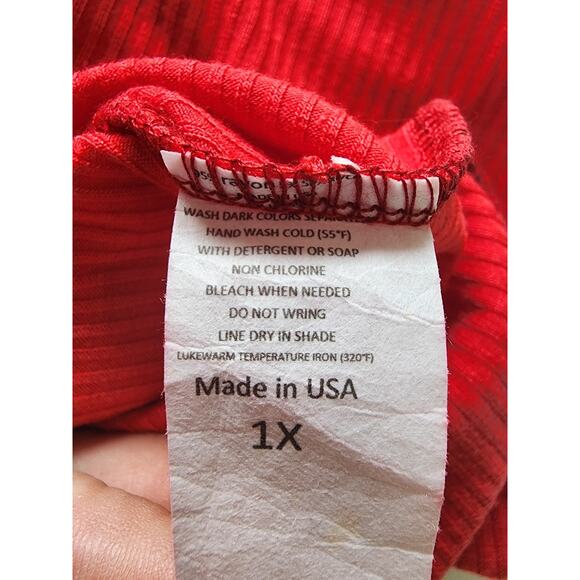 WASH DARK COLORS
HAND WASH COLD (55°F)
WITH DETERGENT OR SOAP
NON CHLORINE
BLEACH WHEN NEEDED
DO NOT WRING
LINE DRY IN SHADE
LUKEWARM TEMPERATURE IRON (320°F)
Made in USA
1X